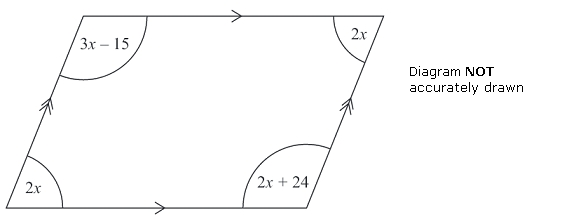 3x – 15
2x
Diagram NOT
accurately drawn
2x
2x + 24